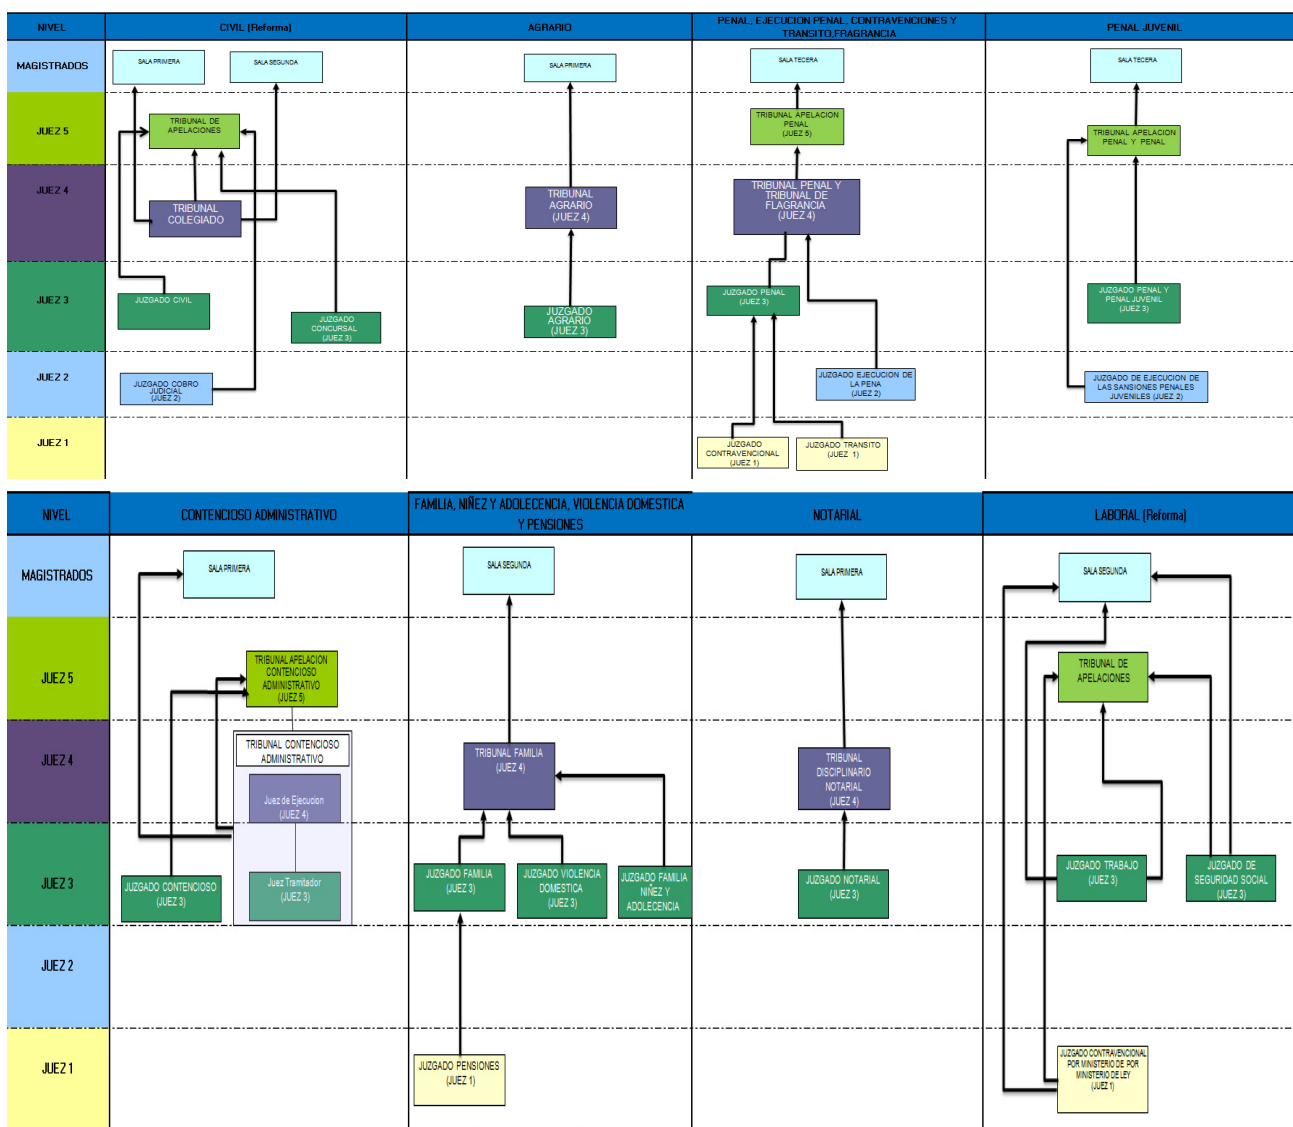 NIVEL
CIVIL (Reforma)
AGRARIO
PENAL, EJECUCION PENAL, CONTRAVENCIONES Y
TRANSITO,FRAGRANCIA
PENAL JUVENIL
MAGISTRADOS
SALA PRIMERA
SALA SEGUNDA
SALA PRIMERA
SALA TECERA
SALA TECERA
JUEZ 5
TRIBUNAL DE
APELACIONES
TRIBUNAL APELACION
PENAL
(JUEZ 5)
TRIBUNAL APELACION
PENAL Y PENAL
JUEZ 4
TRIBUNAL
COLEGIADO
TRIBUNAL
AGRARIO
(JUEZ 4)
TRIBUNAL PENAL Y
TRIBUNAL DE
FLAGRANCIA
(JUEZ 4)
JUEZ 3
JUZGADO CIVIL
JUZGADO
CONCURSAL
(JUEZ 3)
JUZGADO
AGRARIO
(JUEZ 3)
JUZGADO PENAL
(JUEZ 3)
JUZGADO PENAL Y
PENAL JUVENIL
(JUEZ 3)
JUEZ 2
JUZGADO COBRO
JUDICIAL
(JUEZ 2)
JUZGADO EJECUCION DE
LA PENA
(JUEZ 2)
JUZGADO DE EJECUCION DE
LAS SANSIONES PENALES
JUVENILES (JUEZ 2)
JUEZ 1
JUZGADO
CONTRAVENCIONAL
(JUEZ 1)
JUZGADO TRANSITO
(JUEZ 1)
NIVEL
CONTENCIOSO ADMINISTRATIVO
FAMILIA, NIÑEZ Y ADOLECENCIA, VIOLENCIA DOMESTICA
Y PENSIONES
NOTARIAL
LABORAL (Reforma)
MAGISTRADOS
SALA PRIMERA
SALA SEGUNDA
SALA PRIMERA
SALA SEGUNDA
JUEZ 5
TRIBUNAL APELACION
CONTENCIOSO
ADMINISTRATIVO
(JUEZ 5)
TRIBUNAL DE
APELACIONES
JUEZ 4
TRIBUNAL CONTENCIOSO
ADMINISTRATIVO
Juez de Ejecucion
(JUEZ 4)
TRIBUNAL FAMILIA
(JUEZ 4)
TRIBUNAL
DISCIPLINARIO
NOTARIAL
(JUEZ 4)
JUEZ 3
JUZGADO CONTENCIOSO
(JUEZ 3)
Juez Tramitador
(JUEZ 3)
JUZGADO FAMILIA
(JUEZ 3)
JUZGADO VIOLENCIA
DOMESTICA
(JUEZ 3)
JUZGADO FAMILIA
NIÑEZ Y
ADOLECENCIA
JUZGADO NOTARIAL
(JUEZ 3)
JUZGADO TRABAJO
(JUEZ 3)
JUZGADO DE
SEGURIDAD SOCIAL
(JUEZ 3)
JUEZ 2
JUEZ 1
JUZGADO PENSIONES
(JUEZ 1)
JUZGADO CONTRAVENCIONAL
POR MINISTERIO DE POR
MINISTERIO DE LEY
(JUEZ 1)